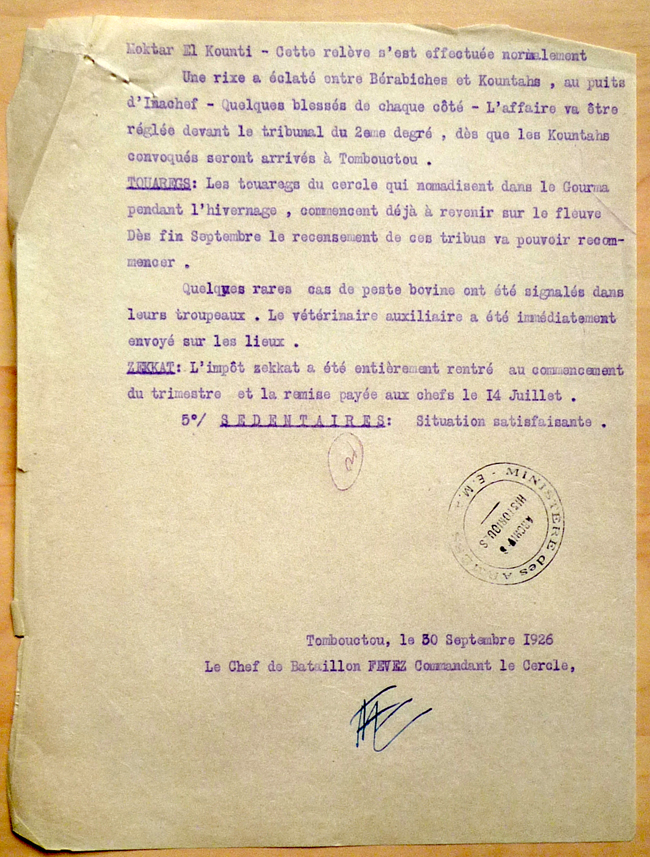 Moktar El Kounti - Cette relève s'est effectuée normalement
Une rixe a éclaté entre Bérabiches et Kountahs , au puits
d'Inachef - Quelques blessés de chaque côté - L'affaire va être
réglée devant le tribunal du 2eme degré , dès que les Kountahs
convoqués seront arrivés à Tombouctou .
TOUAREGS: Les touaregs du cercle qui nomadisent dans le Gourma
pendant l'hivernage , commencent déjà à revenir sur le fleuve
Dès fin Septembre le recensement de ces tribus va pouvoir recom-
mencer .
Quelques rares cas de peste bovine ont été signalés dans
leurs troupeaux . Le vétérinaire auxiliaire a été immédiatement
envoyé sur les lieux .
ZEKKAT: L'impôt zekkat a été entièrement rentré au commencement
du trimestre et la remise payée aux chefs le 14 Juillet .
5°/ SEDENTAIRES: Situation satisfaisante .
MINISTERE des ARMEES - E.M.
ARCHIVES
HISTORIQUES
Tombouctou, le 30 Septembre 1926
Le Chef de Bataillon FEVEZ Commandant le Cercle,